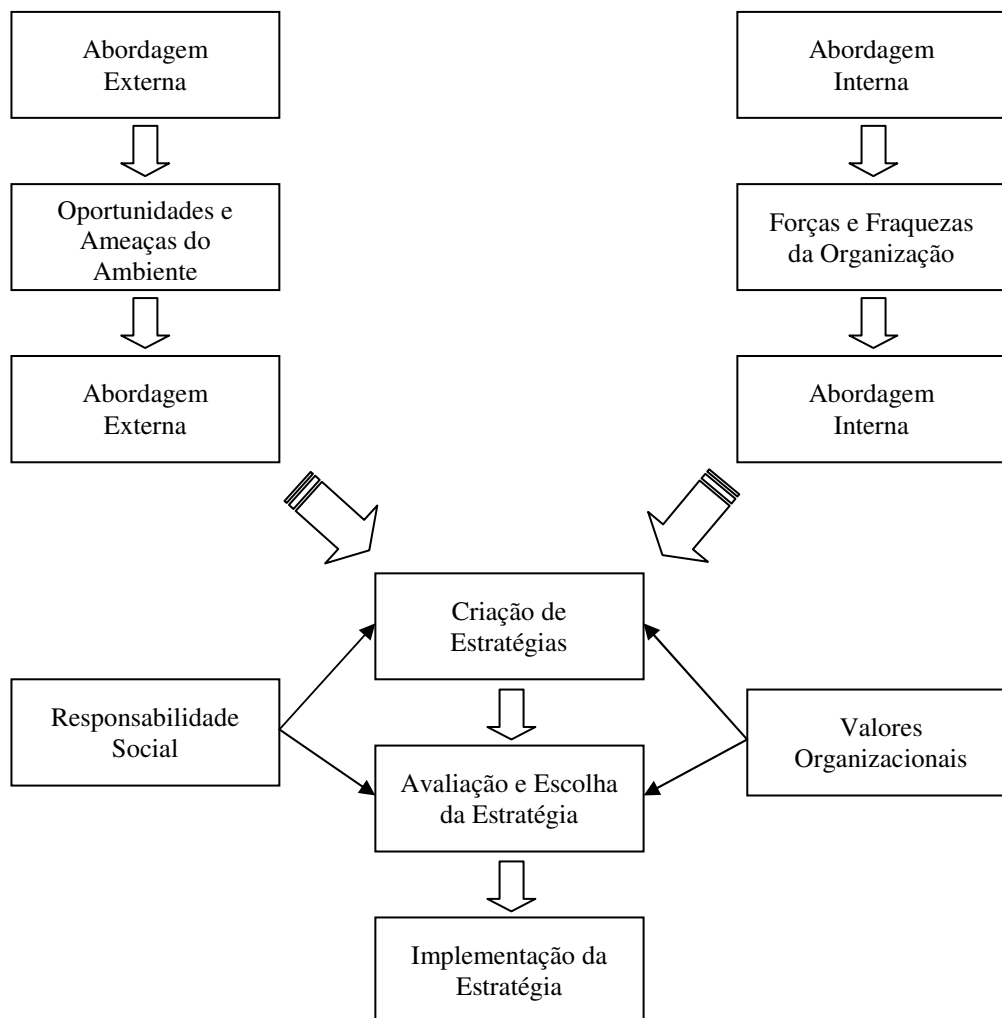 Abordagem
Externa
Abordagem
Interna
Oportunidades e
Ameaças do
Ambiente
Forças e Fraquezas
da Organização
Abordagem
Externa
Abordagem
Interna
Criação de
Estratégias
Responsabilidade
Social
Valores
Organizacionais
Avaliação e Escolha
da Estratégia
Implementação da
Estratégia